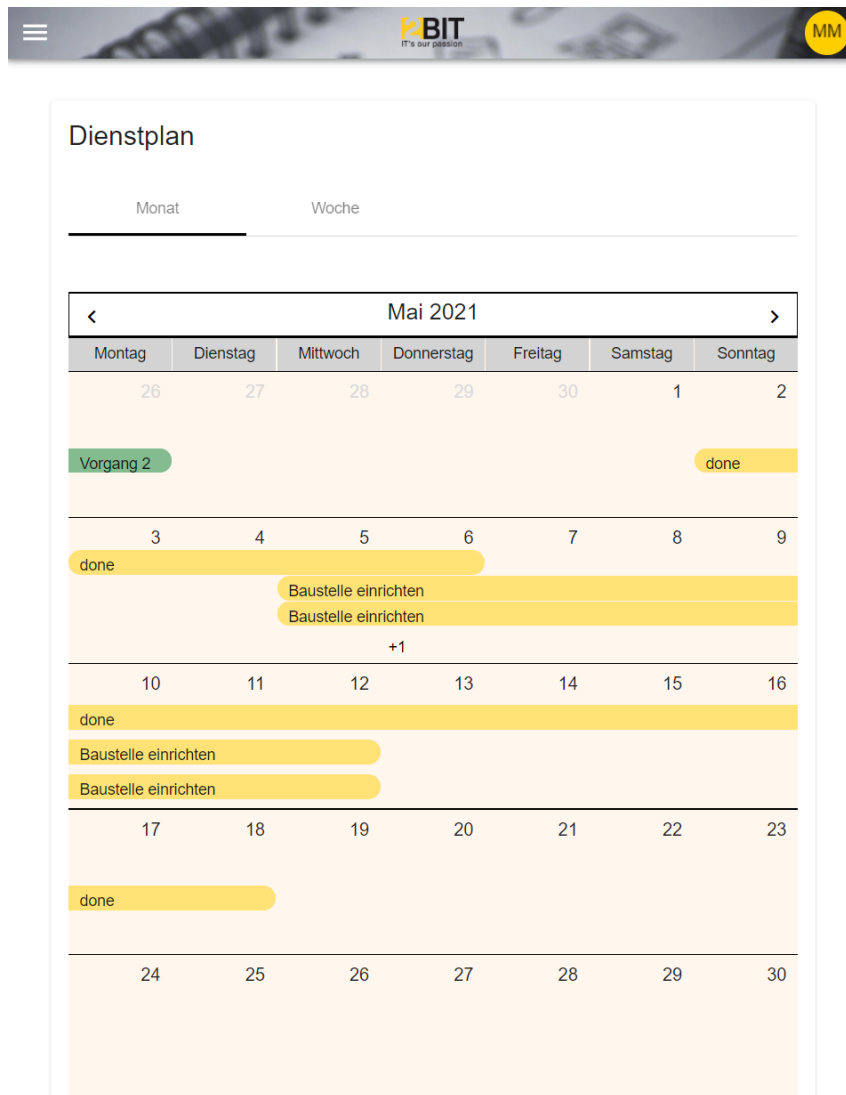 2BIT
IT's our passion
MM
Dienstplan
Monat Woche
Mai 2021
Montag Dienstag Mittwoch Donnerstag Freitag Samstag Sonntag
26 27 28 29 30 1 2
Vorgang 2 done
3 4 5 6 7 8 9
done
Baustelle einrichten
Baustelle einrichten
+1
10 11 12 13 14 15 16
done
Baustelle einrichten
Baustelle einrichten
17 18 19 20 21 22 23
done
24 25 26 27 28 29 30